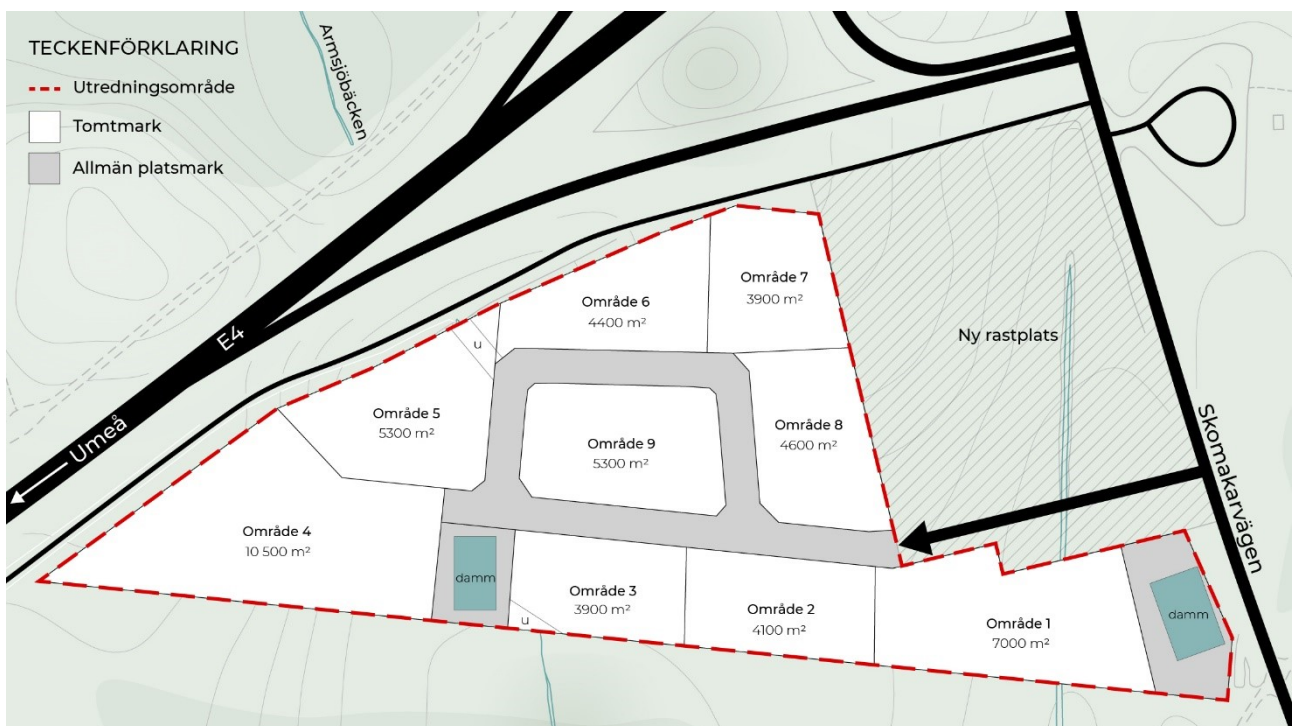 TECKENFÖRKLARING
Utredningsområde
Tomtmark
Allmän platsmark
Armsjöbäcken
E4
Umeå
Skomakarvägen
Ny rastplats
Område 7
3900 m²
Område 6
4400 m²
u
Område 5
5300 m²
Område 9
5300 m²
Område 8
4600 m²
Område 4
10 500 m²
damm
Område 3
3900 m²
u
Område 2
4100 m²
Område 1
7000 m²
damm